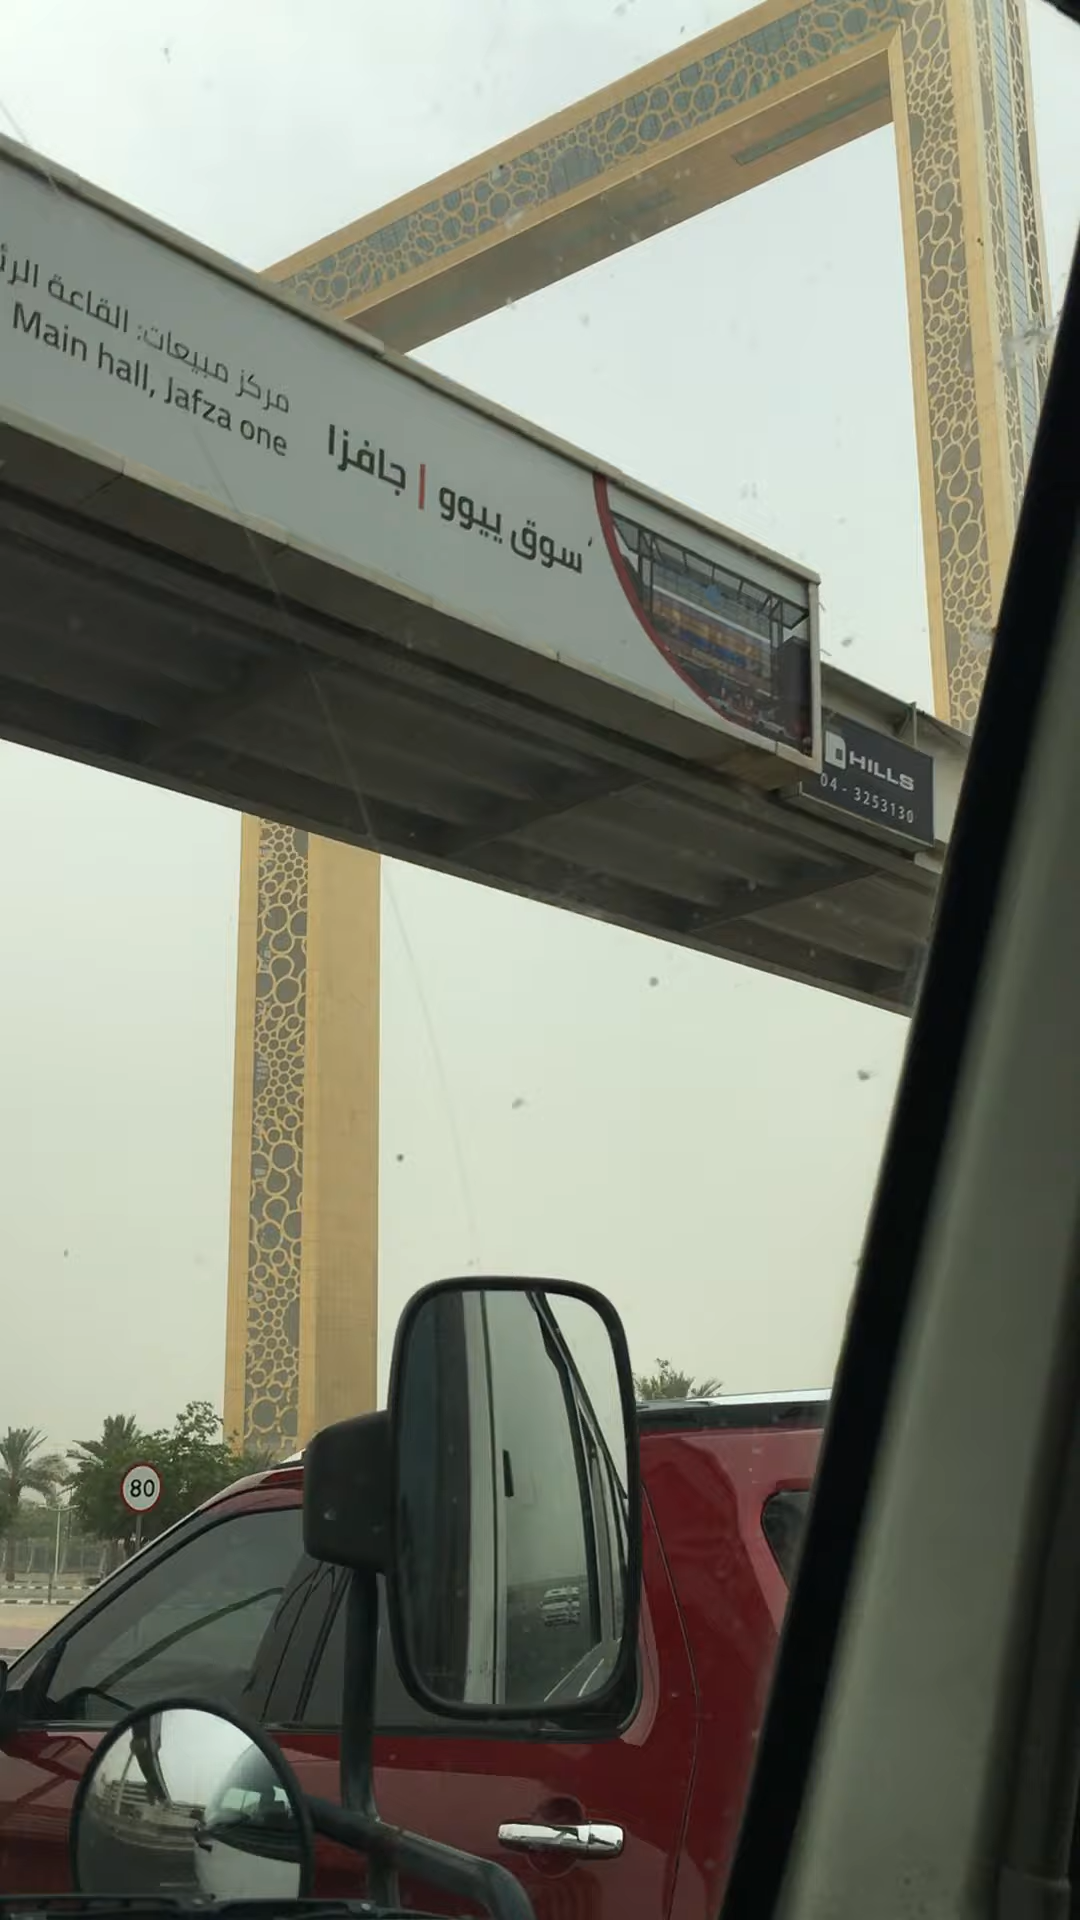 مركز مبيعات: القاعة
Main hall, Jafza one
سوق ييوو | جافزا
HILLS
04 - 3253130
80